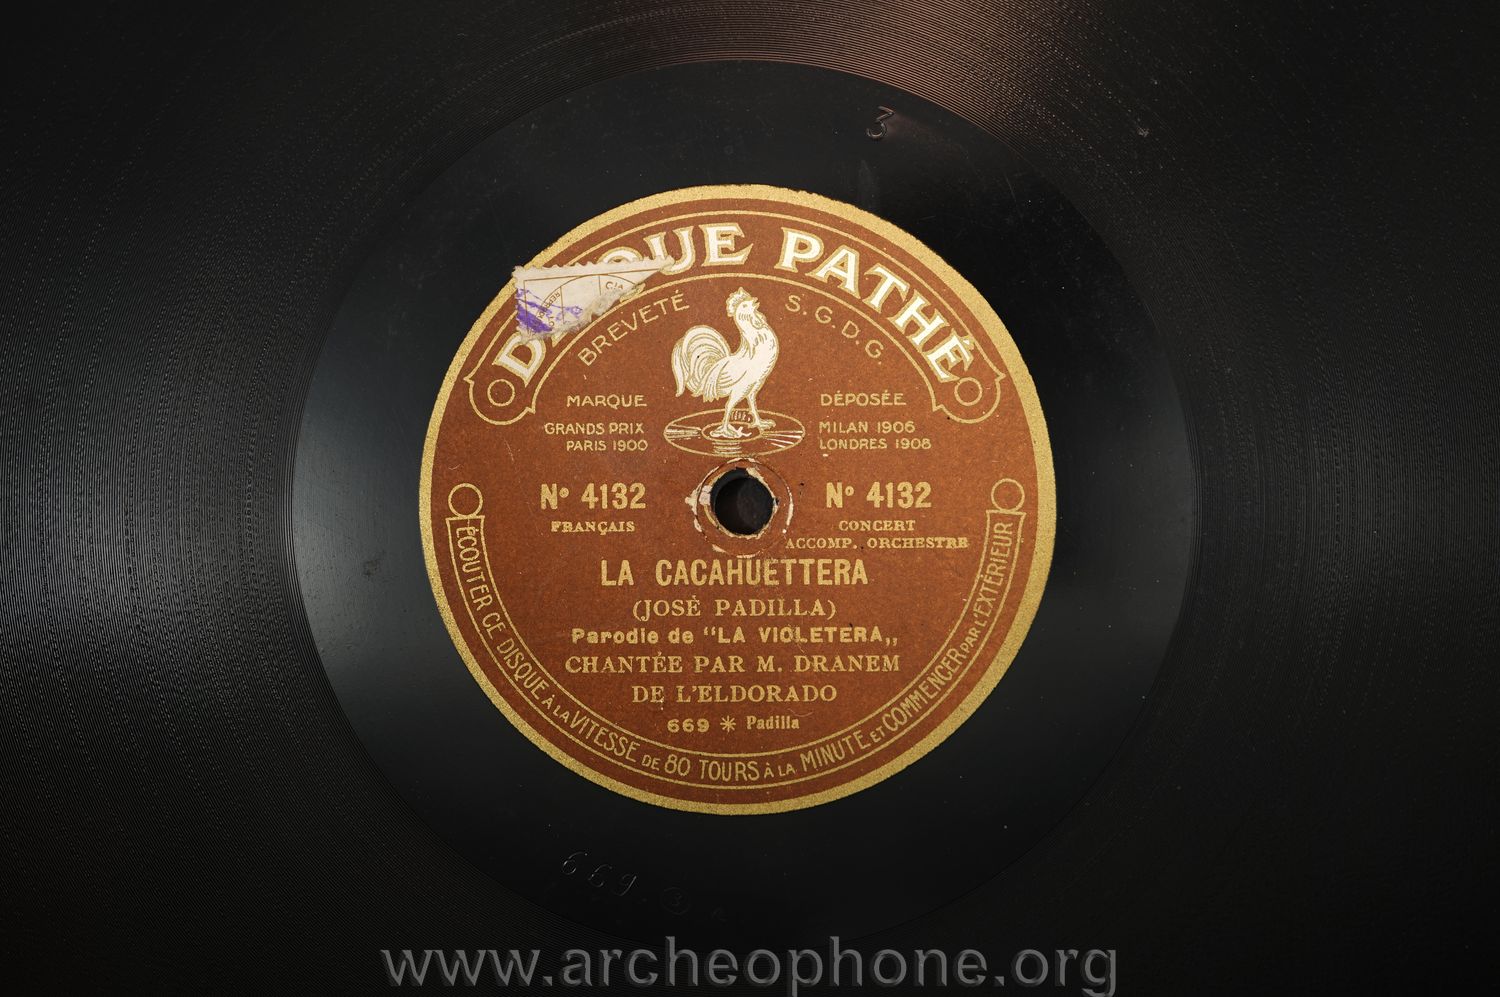 3
QUE PATHÉ
BREVETÉ S.G.D.G.
MARQUE DÉPOSÉE
GRANDS PRIX MILAN 1906
PARIS 1900 LONDRES 1908
Nº 4132 Nº 4132
FRANÇAIS CONCERT
ACCOMP. ORCHESTRE
LA CACAHUETTERA
(JOSÉ PADILLA)
Parodie de "LA VIOLETERA,,
CHANTÉE PAR M. DRANEM
DE L'ELDORADO
669 * Padilla
ÉCOUTER CE DISQUE À LA VITESSE DE 80 TOURS À LA MINUTE ET COMMENCER PAR L'EXTÉRIEUR
669. 3
www.archeophone.org